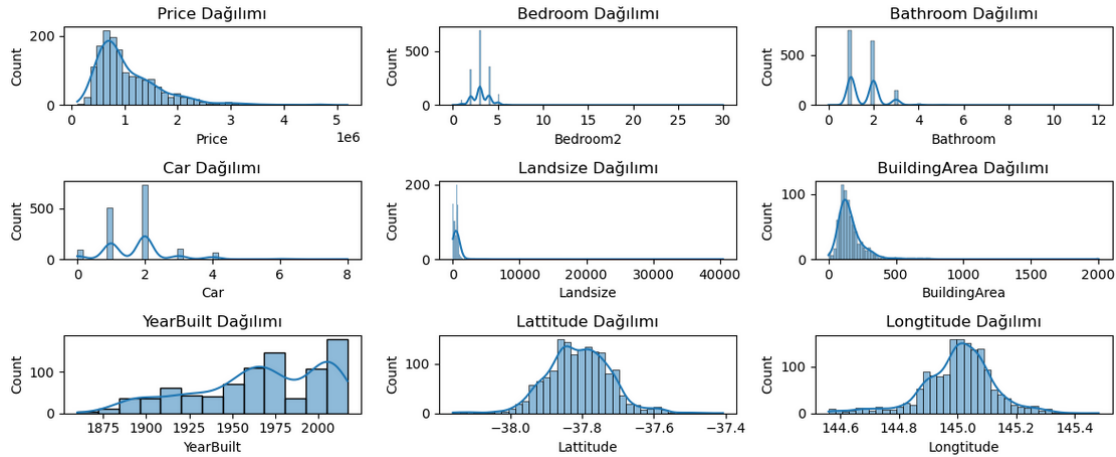 Price Dağılımı
Count
200
0
0 1 2 3 4 5
1e6
Price
Bedroom Dağılımı
Count
500
0
0 5 10 15 20 25 30
Bedroom2
Bathroom Dağılımı
Count
500
0
0 2 4 6 8 10 12
Bathroom
Car Dağılımı
Count
500
0
0 2 4 6 8
Car
Landsize Dağılımı
Count
200
0
0 10000 20000 30000 40000
Landsize
BuildingArea Dağılımı
Count
100
0
0 500 1000 1500 2000
BuildingArea
YearBuilt Dağılımı
Count
100
0
1875 1900 1925 1950 1975 2000
YearBuilt
Lattitude Dağılımı
Count
100
0
−38.0 −37.8 −37.6 −37.4
Lattitude
Longtitude Dağılımı
Count
100
0
144.6 144.8 145.0 145.2 145.4
Longtitude